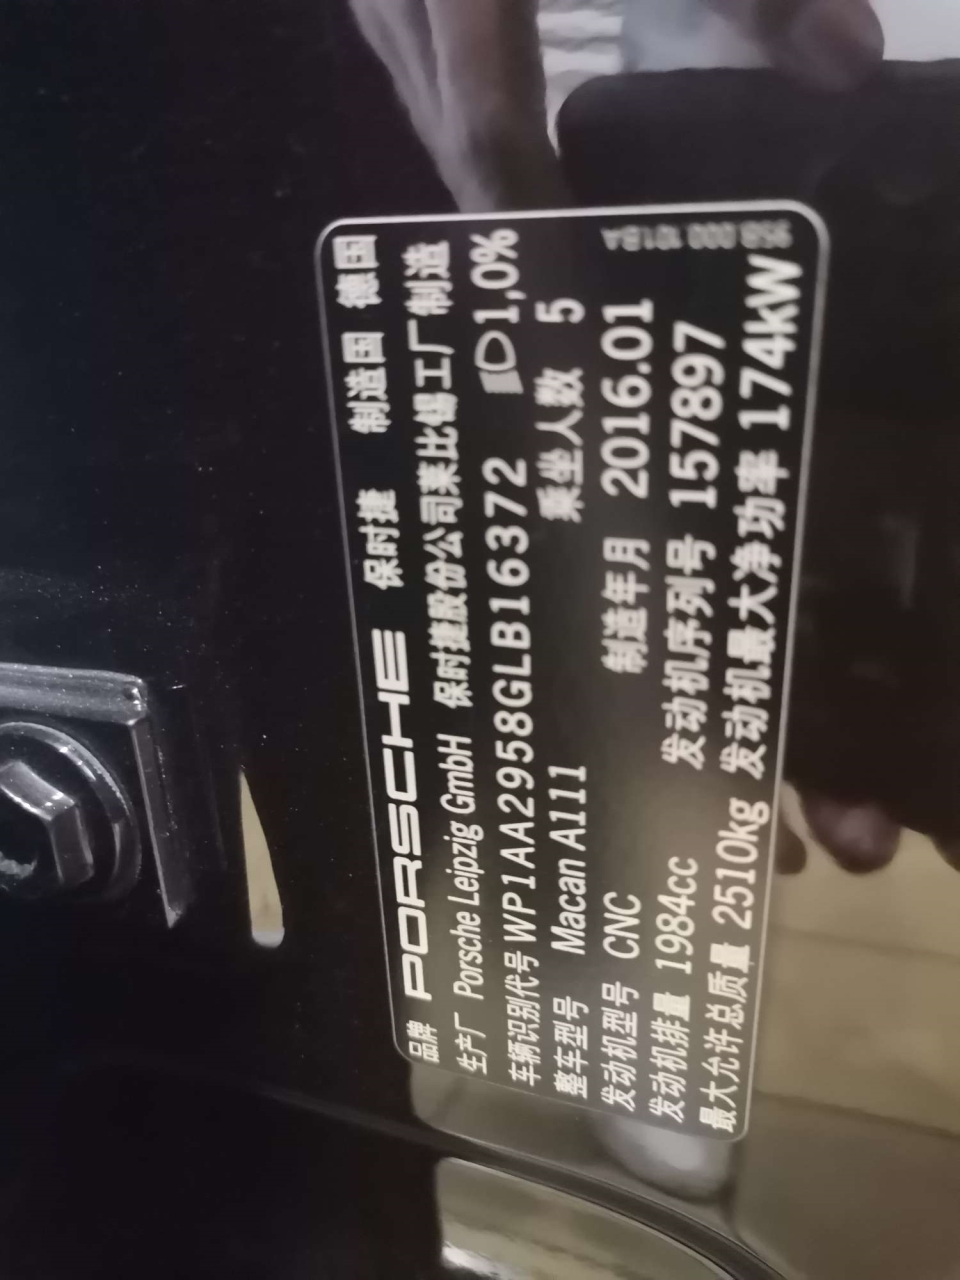 品牌 PORSCHE 保时捷 制造国 德国
生产厂 Porsche Leipzig GmbH 保时捷股份公司莱比锡工厂制造
车辆识别代号 WP1AA2958GLB16372 1,0%
整车型号 Macan A111 乘坐人数 5
发动机型号 CNC 制造年月 2016.01
发动机排量 1984cc 发动机序列号 157897
最大允许总质量 2510kg 发动机最大净功率 174kW
95B 000 101BA